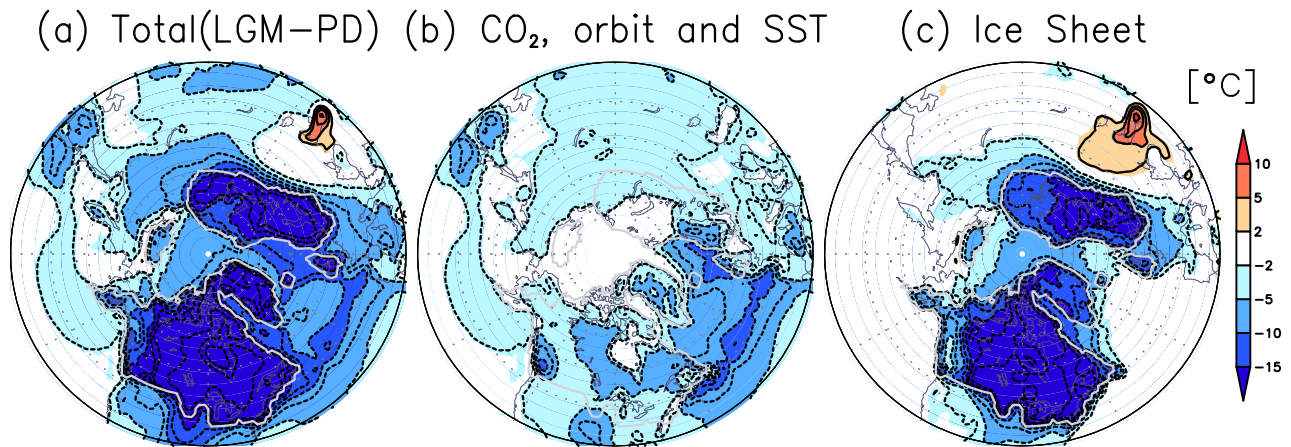 (a) Total(LGM−PD)
(b) CO₂, orbit and SST
(c) Ice Sheet
[°C]
10
5
2
−2
−5
−10
−15